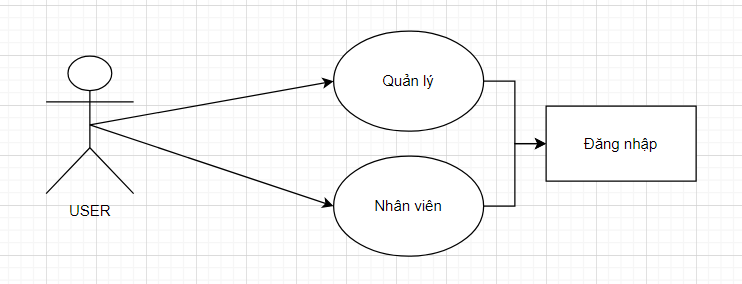 Quản lý
Đăng nhập
Nhân viên
USER